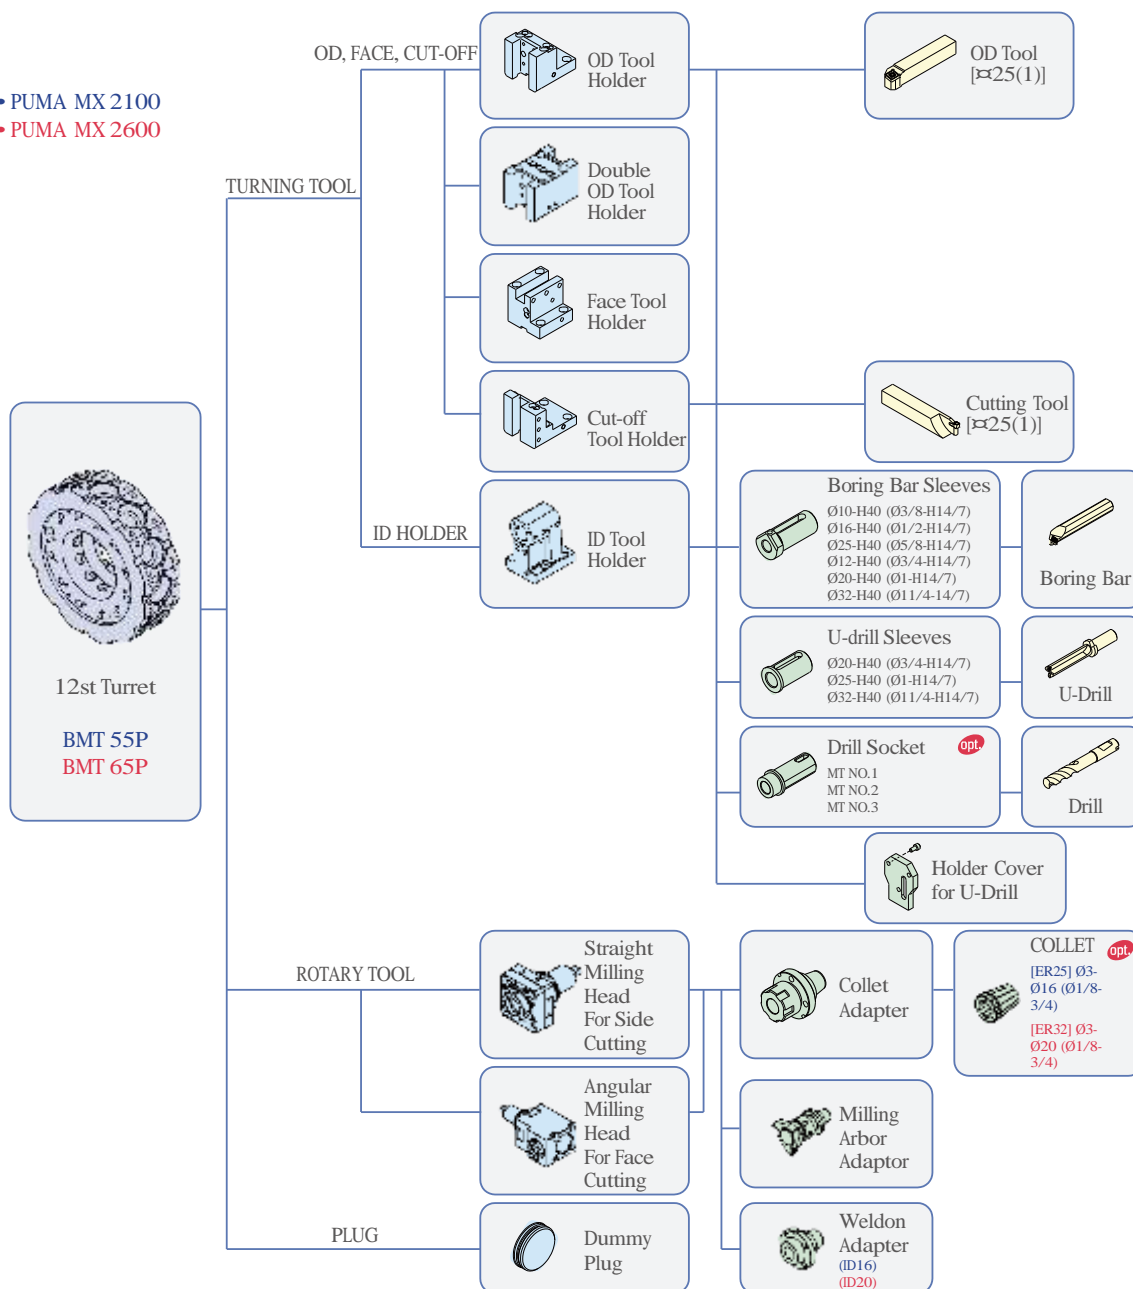 • PUMA MX 2100
• PUMA MX 2600
OD, FACE, CUT-OFF
TURNING TOOL
OD Tool
Holder
OD Tool
[¤25(1)]
Double
OD Tool
Holder
Face Tool
Holder
Cut-off
Tool Holder
Cutting Tool
[¤25(1)]
ID HOLDER
ID Tool
Holder
Boring Bar Sleeves
Ø10-H40 (Ø3/8-H14/7)
Ø16-H40 (Ø1/2-H14/7)
Ø25-H40 (Ø5/8-H14/7)
Ø12-H40 (Ø3/4-H14/7)
Ø20-H40 (Ø1-H14/7)
Ø32-H40 (Ø11/4-14/7)
Boring Bar
U-drill Sleeves
Ø20-H40 (Ø3/4-H14/7)
Ø25-H40 (Ø1-H14/7)
Ø32-H40 (Ø11/4-H14/7)
U-Drill
Drill Socket
opt.
MT NO.1
MT NO.2
MT NO.3
Drill
Holder Cover
for U-Drill
12st Turret
BMT 55P
BMT 65P
ROTARY TOOL
Straight
Milling
Head
For Side
Cutting
Collet
Adapter
COLLET
opt.
[ER25] Ø3-
Ø16 (Ø1/8-
3/4)
[ER32] Ø3-
Ø20 (Ø1/8-
3/4)
Angular
Milling
Head
For Face
Cutting
Milling
Arbor
Adaptor
PLUG
Dummy
Plug
Weldon
Adapter
(ID16)
(ID20)